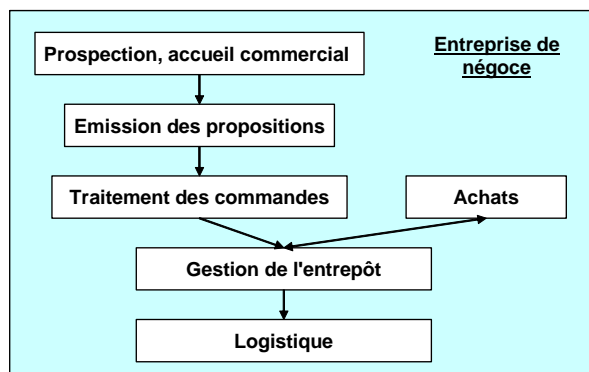 Prospection, accueil commercial
Entreprise de
négoce
Emission des propositions
Traitement des commandes
Achats
Gestion de l'entrepôt
Logistique